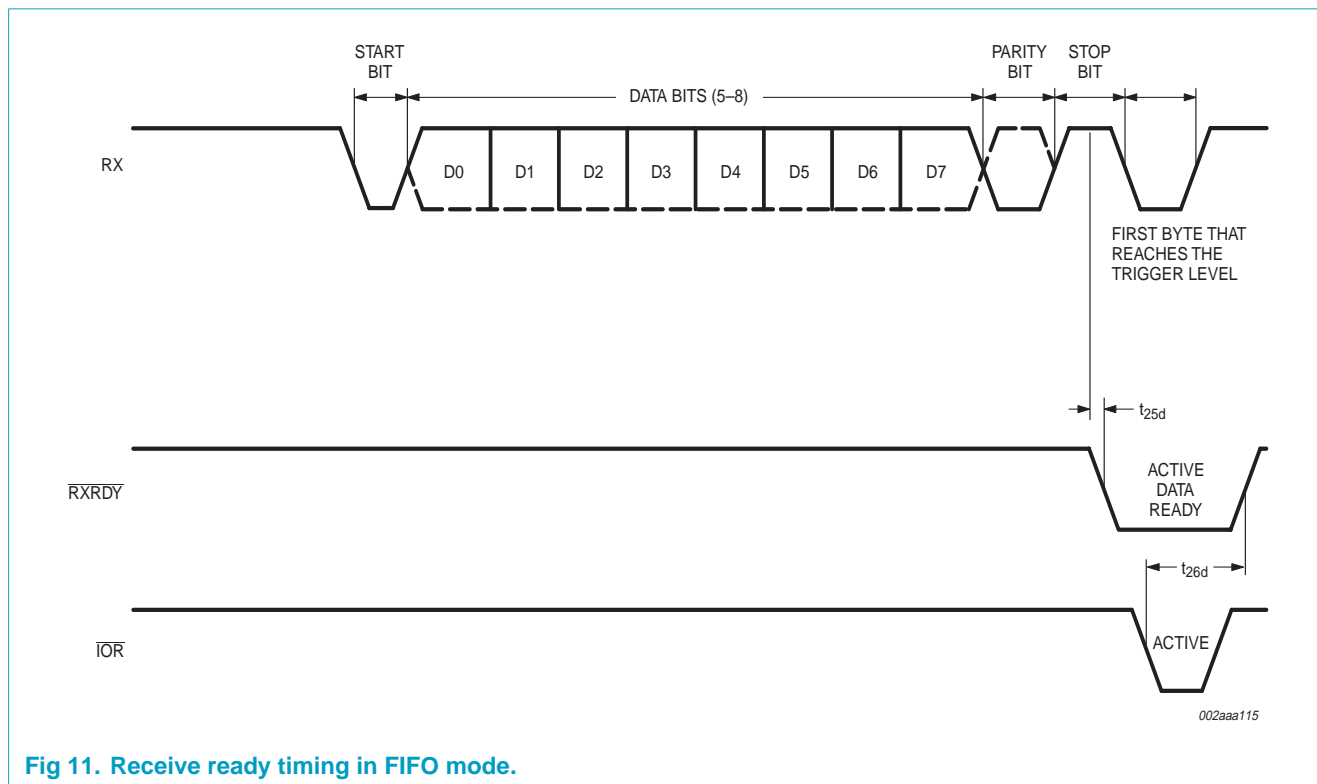 START
BIT
PARITY
BIT
STOP
BIT
DATA BITS (5–8)
RX
D0
D1
D2
D3
D4
D5
D6
D7
FIRST BYTE THAT
REACHES THE
TRIGGER LEVEL
t25d
RXRDY
ACTIVE
DATA
READY
t26d
IOR
ACTIVE
002aaa115
Fig 11. Receive ready timing in FIFO mode.